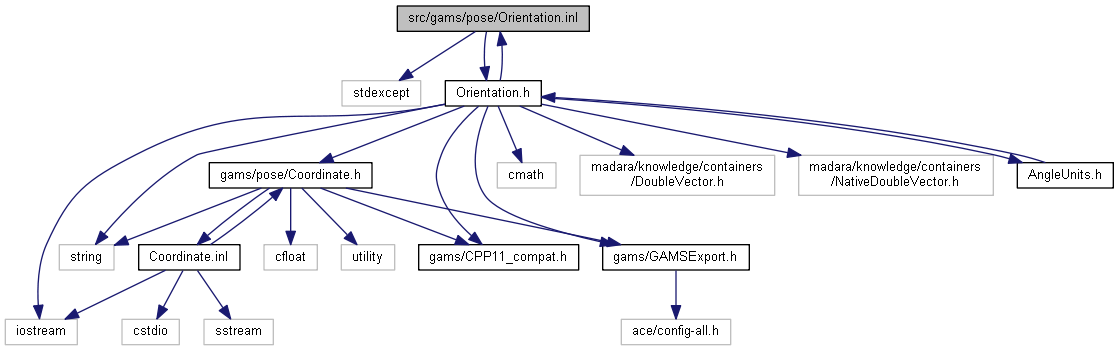 src/gams/pose/Orientation.inl
stdexcept
Orientation.h
gams/pose/Coordinate.h
cmath
madara/knowledge/containers
/DoubleVector.h
madara/knowledge/containers
/NativeDoubleVector.h
AngleUnits.h
string
Coordinate.inl
cfloat
utility
gams/CPP11_compat.h
gams/GAMSExport.h
iostream
cstdio
sstream
ace/config-all.h